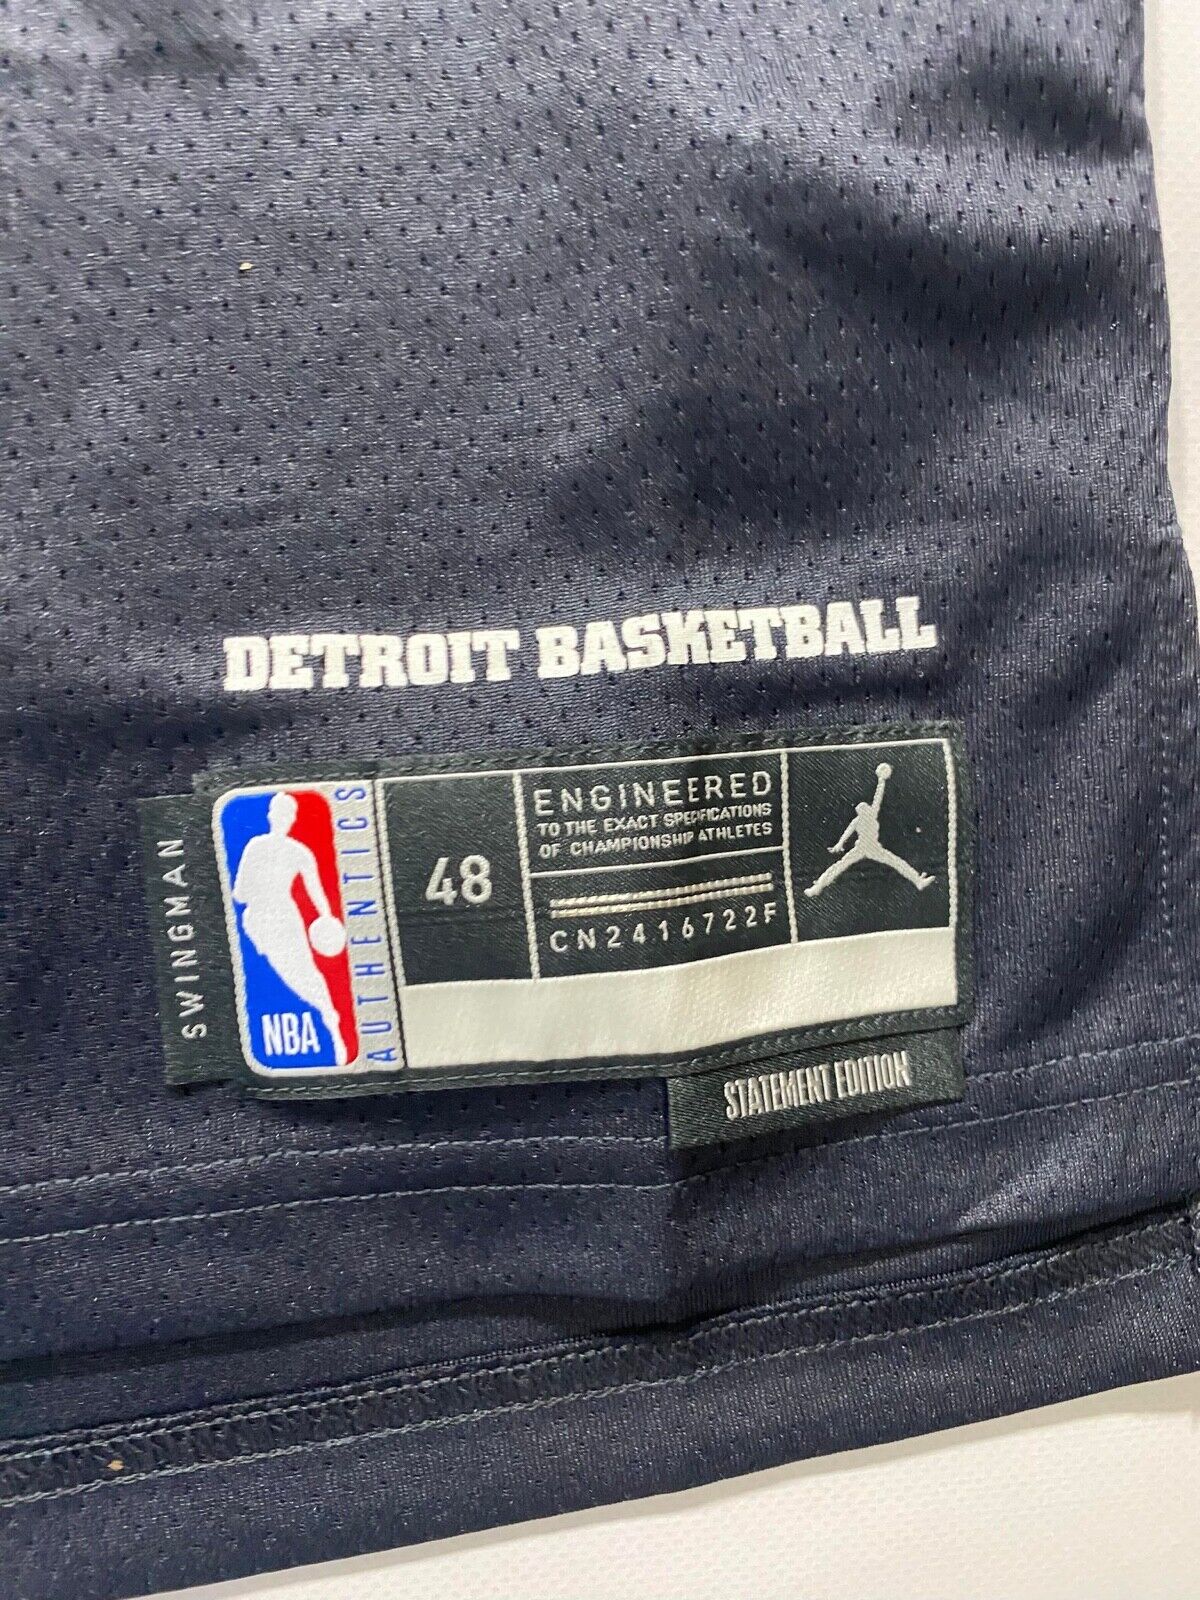 DETROIT BASKETBALL
SWINGMAN
NBA
AUTHENTICS
48
ENGINEERED
TO THE EXACT SPECIFICATIONS
OF CHAMPIONSHIP ATHLETES
CN2416722F
STATEMENT EDITION